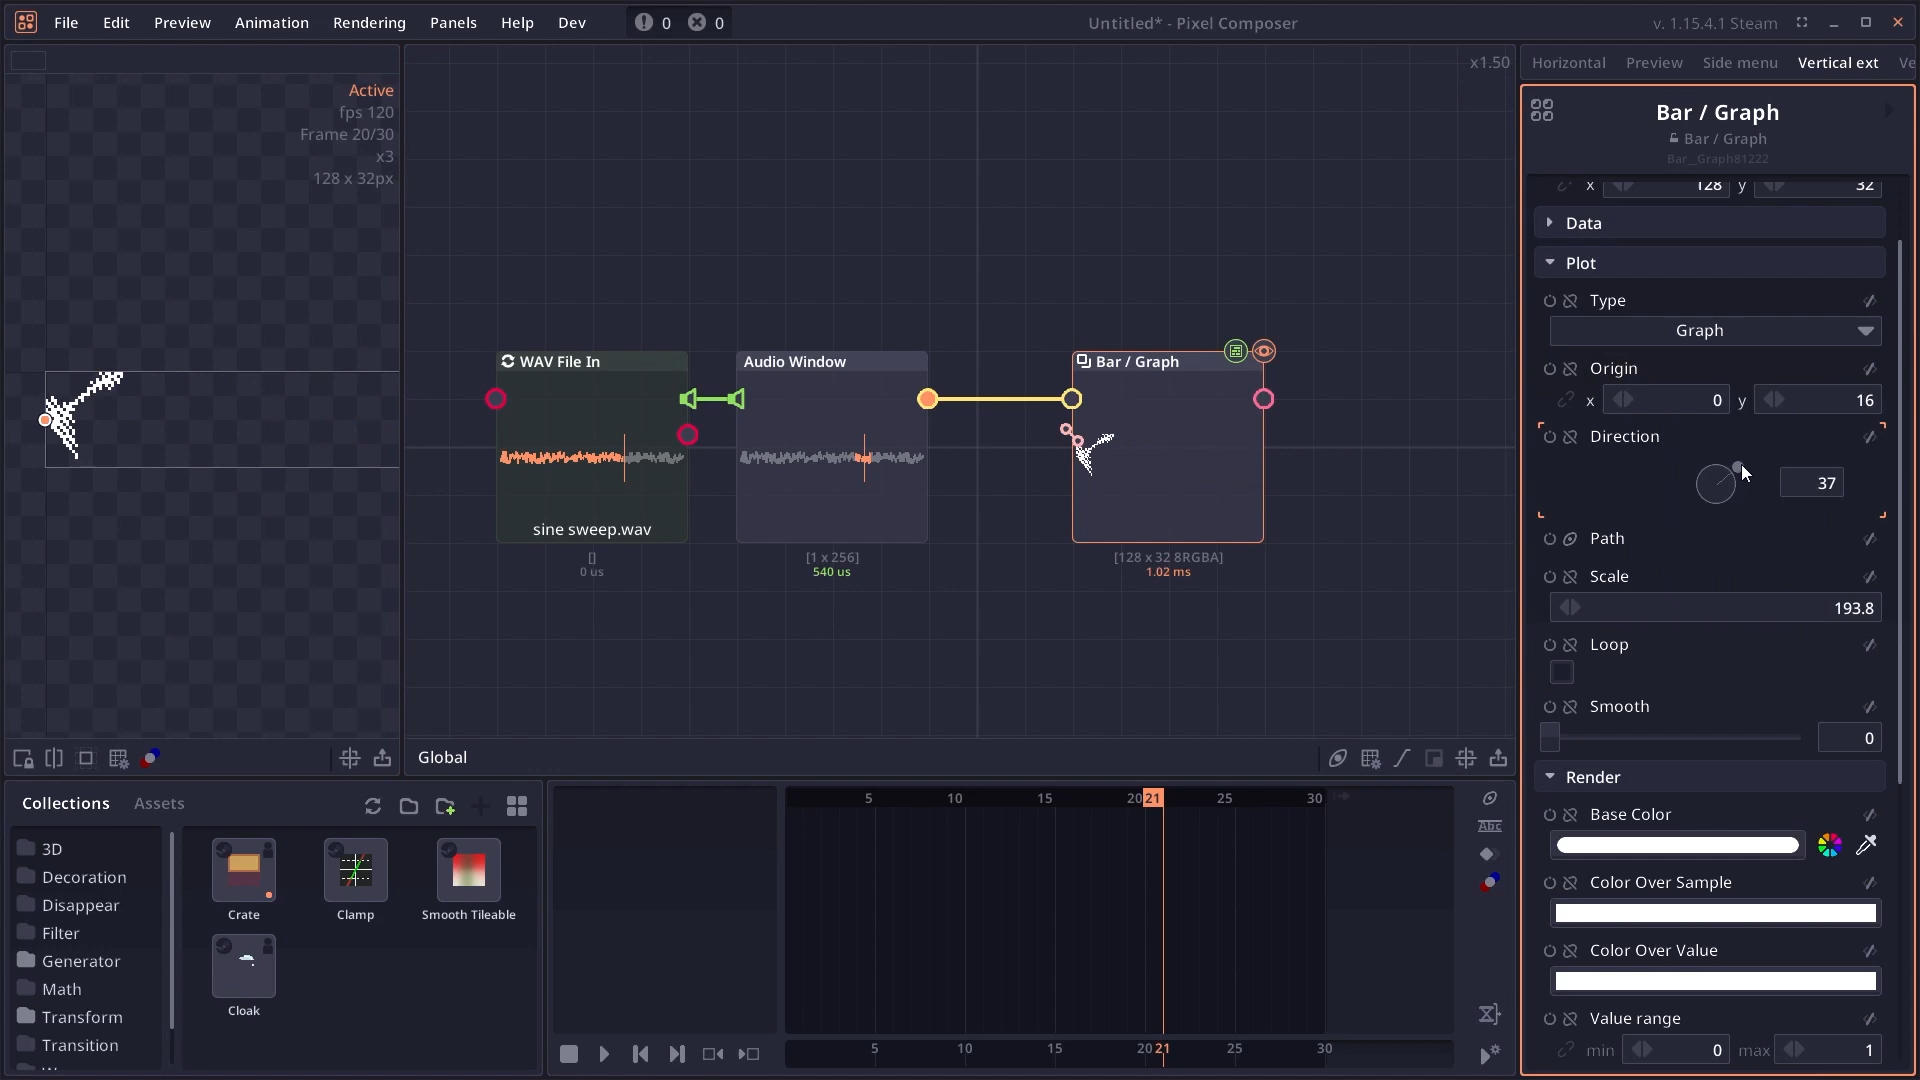 File Edit Preview Animation Rendering Panels Help Dev 0 0 Untitled* - Pixel Composer v. 1.15.4.1 Steam
Active
fps 120
Frame 20/30
x3
128 x 32px
x1.50
WAV File In
sine sweep.wav
[]
0 us
Audio Window
[1 x 256]
540 us
Bar / Graph
[128 x 32 8RGBA]
1.02 ms
Global
Horizontal Preview Side menu Vertical ext Ve
Bar / Graph
Bar / Graph
Bar__Graph81222
x 128 y 32
Data
Plot
Type
Graph
Origin
x 0 y 16
Direction
37
Path
Scale
193.8
Loop
Smooth
0
Render
Base Color
Color Over Sample
Color Over Value
Value range
min 0 max 1
Collections Assets
3D
Decoration
Disappear
Filter
Generator
Math
Transform
Transition
Crate
Clamp
Smooth Tileable
Cloak
5 10 15 20 21 25 30
Abc
5 10 15 20 21 25 30